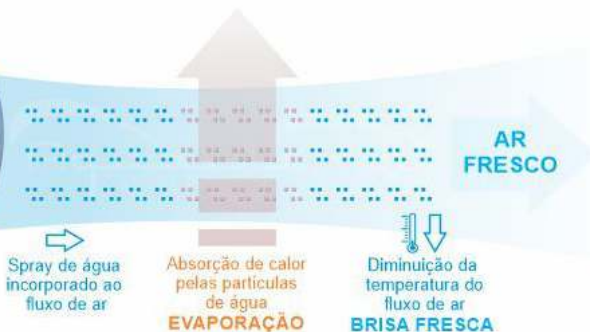 AR
FRESCO
Spray de água
incorporado ao
fluxo de ar
Absorção de calor
pelas partículas
de água
EVAPORAÇÃO
Diminuição da
temperatura do
fluxo de ar
BRISA FRESCA